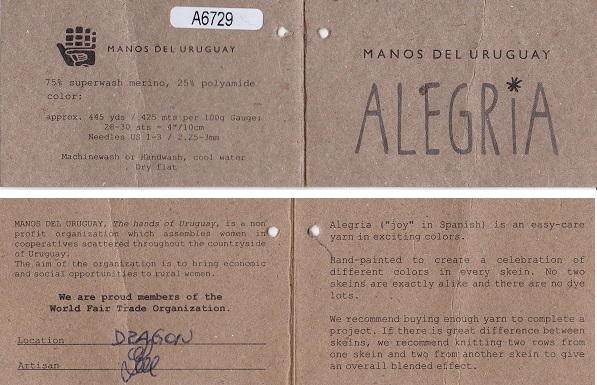 A6729
MANOS DEL URUGUAY
75% superwash merino, 25% polyamide
color:
approx. 445 yds / 425 mts per 100g Gauge:
28-30 sts = 4"/10cm
Needles US 1-3 / 2.25-3mm
Machinewash or Handwash, cool water
Dry flat
MANOS DEL URUGUAY
ALEGRIA
MANOS DEL URUGUAY, The hands of Uruguay, is a non
profit organization which assembles women in
cooperatives scattered throughout the countryside
of Uruguay.
The aim of the organization is to bring economic
and social opportunities to rural women.
We are proud members of the
World Fair Trade Organization.
Location DRAGON
Artisan
Alegria ("joy" in Spanish) is an easy-care
yarn in exciting colors.
Hand-painted to create a celebration of
different colors in every skein. No two
skeins are exactly alike and there are no dye
lots.
We recommend buying enough yarn to complete a
project. If there is great difference between
skeins, we recommend knitting two rows from
one skein and two from another skein to give
an overall blended effect.